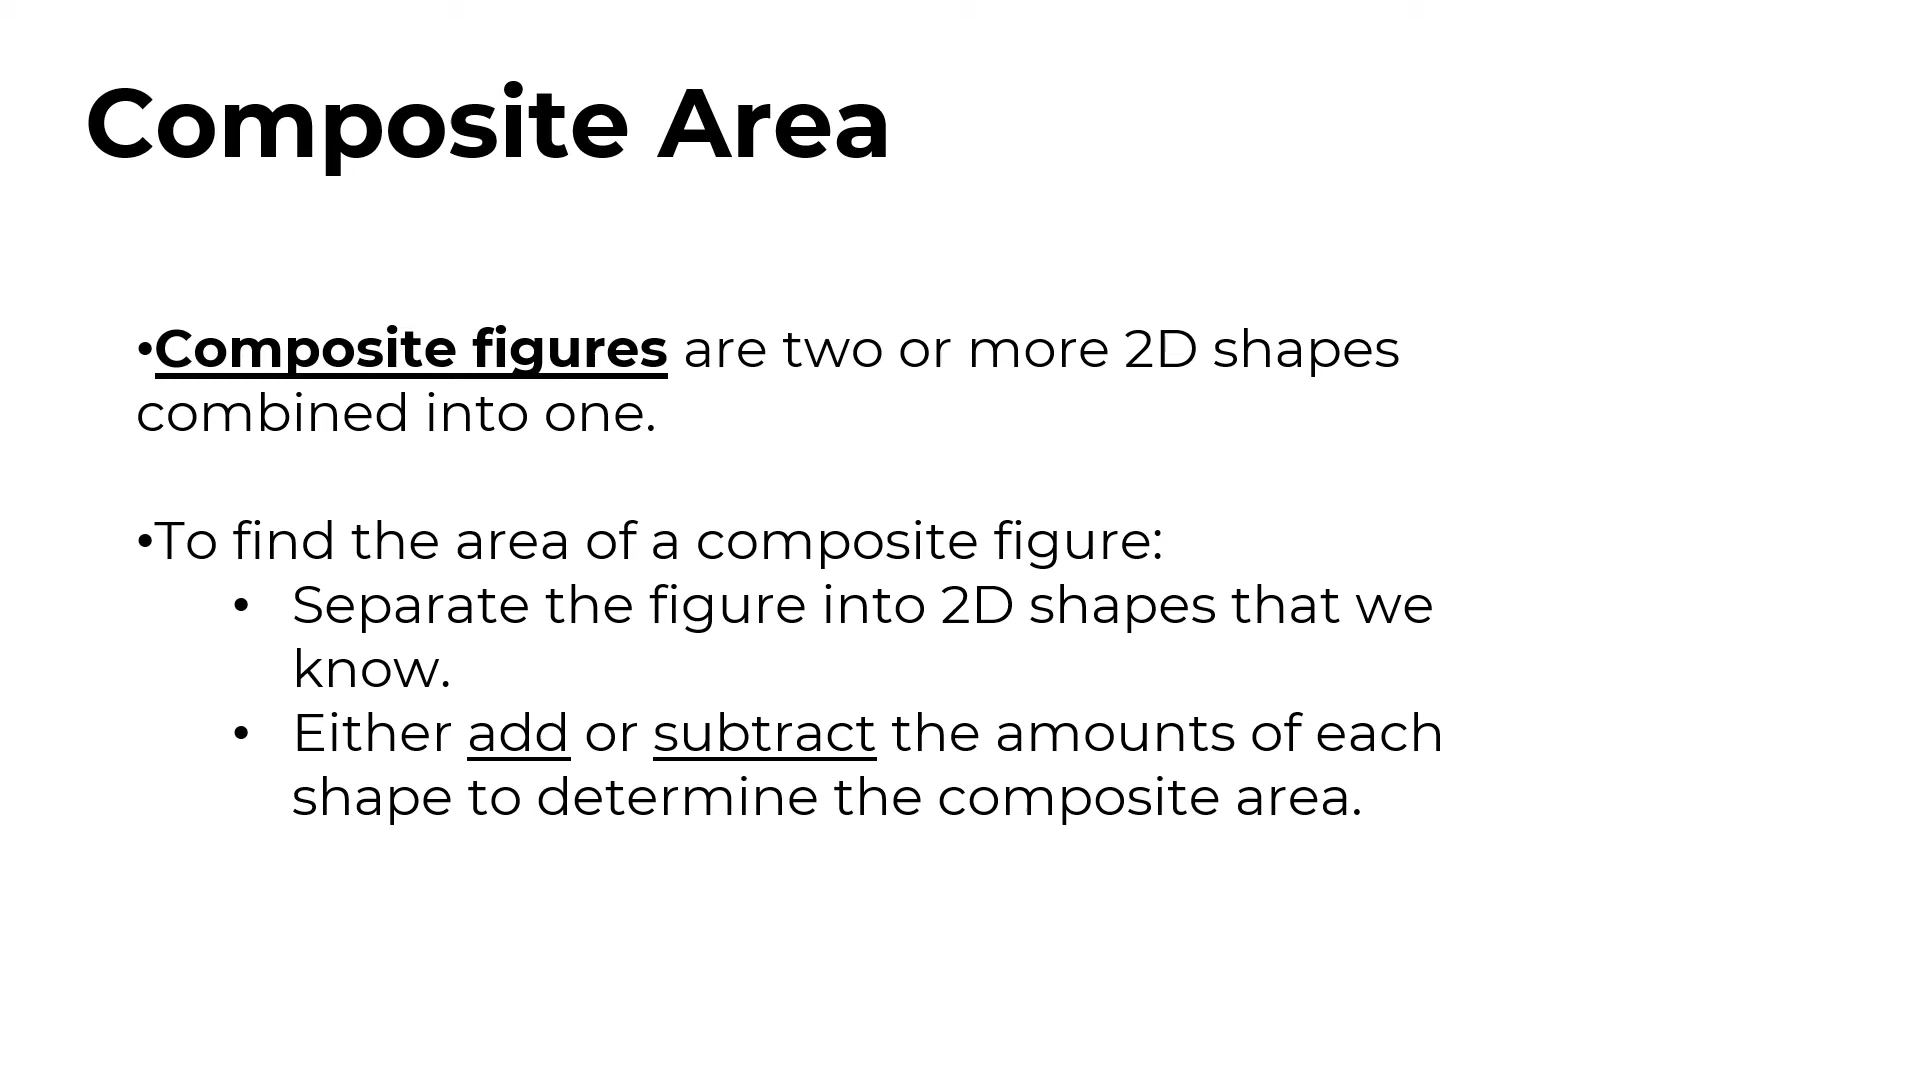 Composite Area
•Composite figures are two or more 2D shapes
combined into one.
•To find the area of a composite figure:
• Separate the figure into 2D shapes that we
know.
• Either add or subtract the amounts of each
shape to determine the composite area.